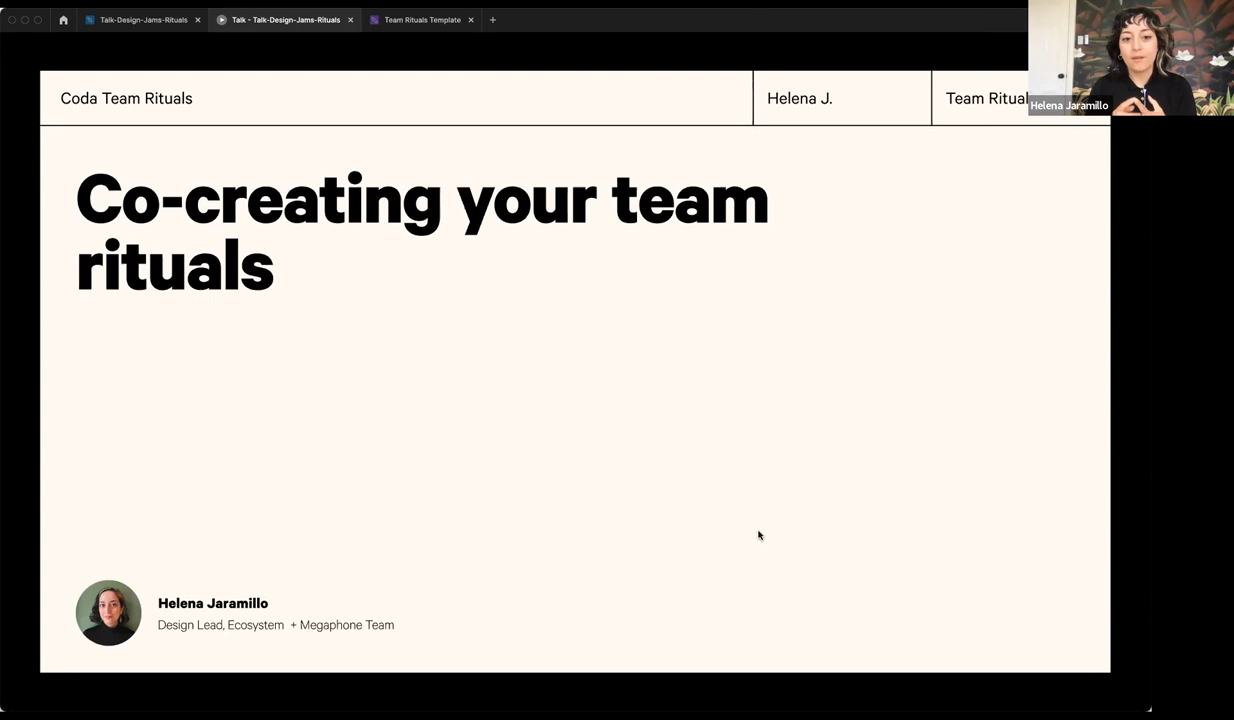 Talk-Design-Jams-Rituals
Talk - Talk-Design-Jams-Rituals
Team Rituals Template
Helena Jaramillo
Coda Team Rituals
Helena J.
Team Ritual
Co-creating your team
rituals
Helena Jaramillo
Design Lead, Ecosystem + Megaphone Team